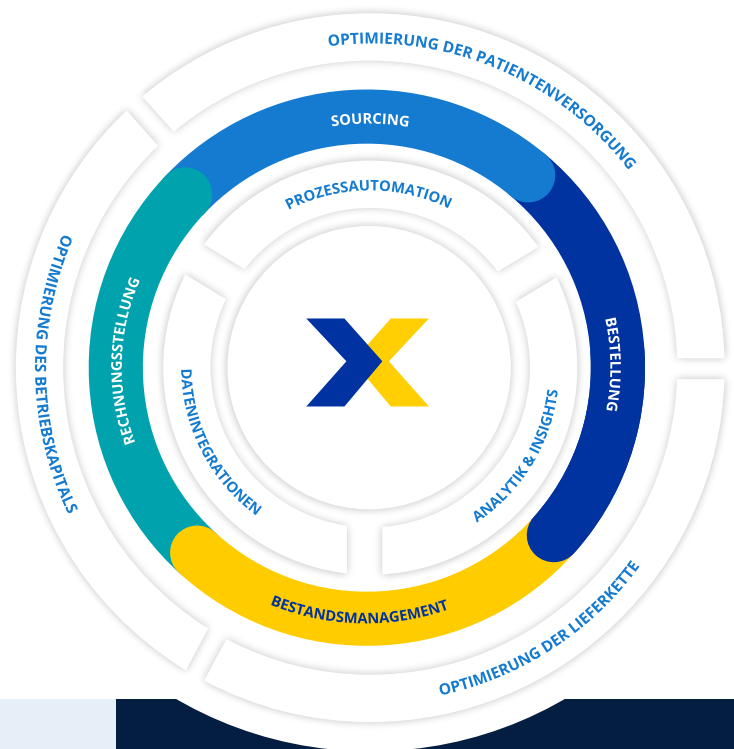 OPTIMIERUNG DER PATIENTENVERSORGUNG
SOURCING
PROZESSAUTOMATION
OPTIMIERUNG DES BETRIEBSKAPITALS
RECHNUNGSSTELLUNG
BESTELLUNG
DATENINTEGRATIONEN
ANALYTIK & INSIGHTS
BESTANDSMANAGEMENT
OPTIMIERUNG DER LIEFERKETTE